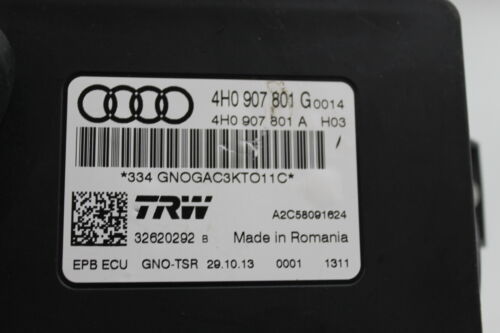 4H0 907 801 G 0014
4H0 907 801 A H03
*334 GNOGAC3KTO11C*
TRW
A2C58091624
32620292 B Made in Romania
EPB ECU GNO-TSR 29.10.13 0001 1311